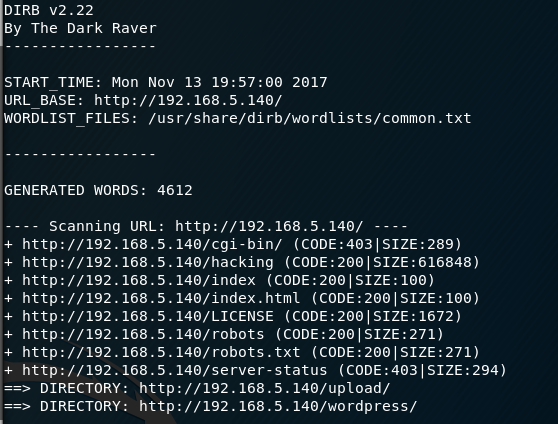 DIRB v2.22
By The Dark Raver
-----------------
START_TIME: Mon Nov 13 19:57:00 2017
URL_BASE: http://192.168.5.140/
WORDLIST_FILES: /usr/share/dirb/wordlists/common.txt
-----------------
GENERATED WORDS: 4612
---- Scanning URL: http://192.168.5.140/ ----
+ http://192.168.5.140/cgi-bin/ (CODE:403|SIZE:289)
+ http://192.168.5.140/hacking (CODE:200|SIZE:616848)
+ http://192.168.5.140/index (CODE:200|SIZE:100)
+ http://192.168.5.140/index.html (CODE:200|SIZE:100)
+ http://192.168.5.140/LICENSE (CODE:200|SIZE:1672)
+ http://192.168.5.140/robots (CODE:200|SIZE:271)
+ http://192.168.5.140/robots.txt (CODE:200|SIZE:271)
+ http://192.168.5.140/server-status (CODE:403|SIZE:294)
==> DIRECTORY: http://192.168.5.140/upload/
==> DIRECTORY: http://192.168.5.140/wordpress/